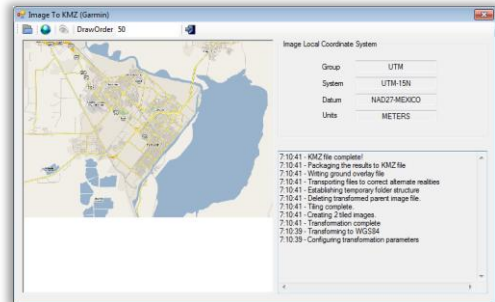 Image To KMZ (Garmin)
DrawOrder 50
Image Local Coordinate System
Group UTM
System UTM-15N
Datum NAD27-MEXICO
Units METERS
7:10:41 - KMZ file complete!
7:10:41 - Packaging the results to KMZ file
7:10:41 - Writting ground overlay file
7:10:41 - Transporting files to correct alternate realities
7:10:41 - Establishing temporary folder structure
7:10:41 - Deleting transformed parent image file.
7:10:41 - Tiling complete.
7:10:41 - Creating 2 tiled images.
7:10:41 - Transformation complete
7:10:39 - Transforming to WGS84
7:10:39 - Configuring transformation parameters